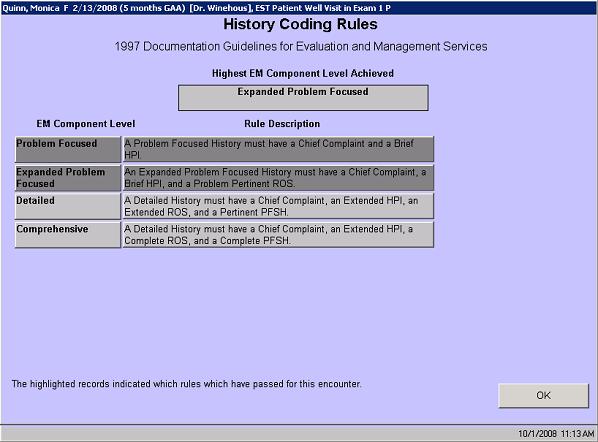 Quinn, Monica F 2/13/2008 (5 months GAA) [Dr. Winehous], EST Patient Well Visit in Exam 1 P
History Coding Rules
1997 Documentation Guidelines for Evaluation and Management Services
Highest EM Component Level Achieved
Expanded Problem Focused
EM Component Level Rule Description
Problem Focused A Problem Focused History must have a Chief Complaint and a Brief
HPI.
Expanded Problem An Expanded Problem Focused History must have a Chief Complaint, a
Focused Brief HPI, and a Problem Pertinent ROS.
Detailed A Detailed History must have a Chief Complaint, an Extended HPI, an
Extended ROS, and a Pertinent PFSH.
Comprehensive A Detailed History must have a Chief Complaint, an Extended HPI, a
Complete ROS, and a Complete PFSH.
The highlighted records indicated which rules which have passed for this encounter.
OK
10/1/2008 11:13 AM